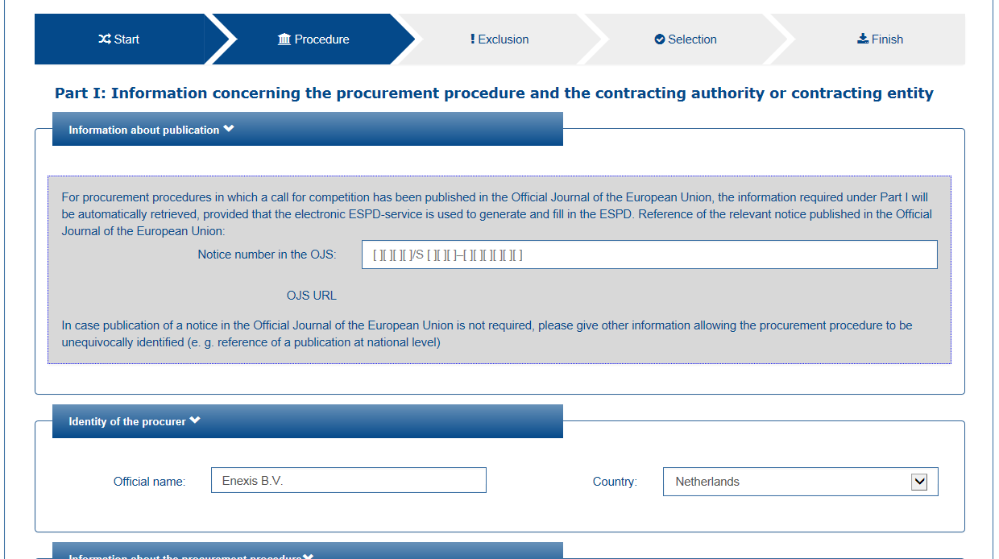 Start
Procedure
Exclusion
Selection
Finish
Part I: Information concerning the procurement procedure and the contracting authority or contracting entity
Information about publication
For procurement procedures in which a call for competition has been published in the Official Journal of the European Union, the information required under Part I will
be automatically retrieved, provided that the electronic ESPD-service is used to generate and fill in the ESPD. Reference of the relevant notice published in the Official
Journal of the European Union:
Notice number in the OJS:
[ ][ ][ ][ ]/S [ ][ ][ ]–[ ][ ][ ][ ][ ][ ]
OJS URL
In case publication of a notice in the Official Journal of the European Union is not required, please give other information allowing the procurement procedure to be
unequivocally identified (e. g. reference of a publication at national level)
Identity of the procurer
Official name:
Enexis B.V.
Country:
Netherlands
Information about the procurement procedure